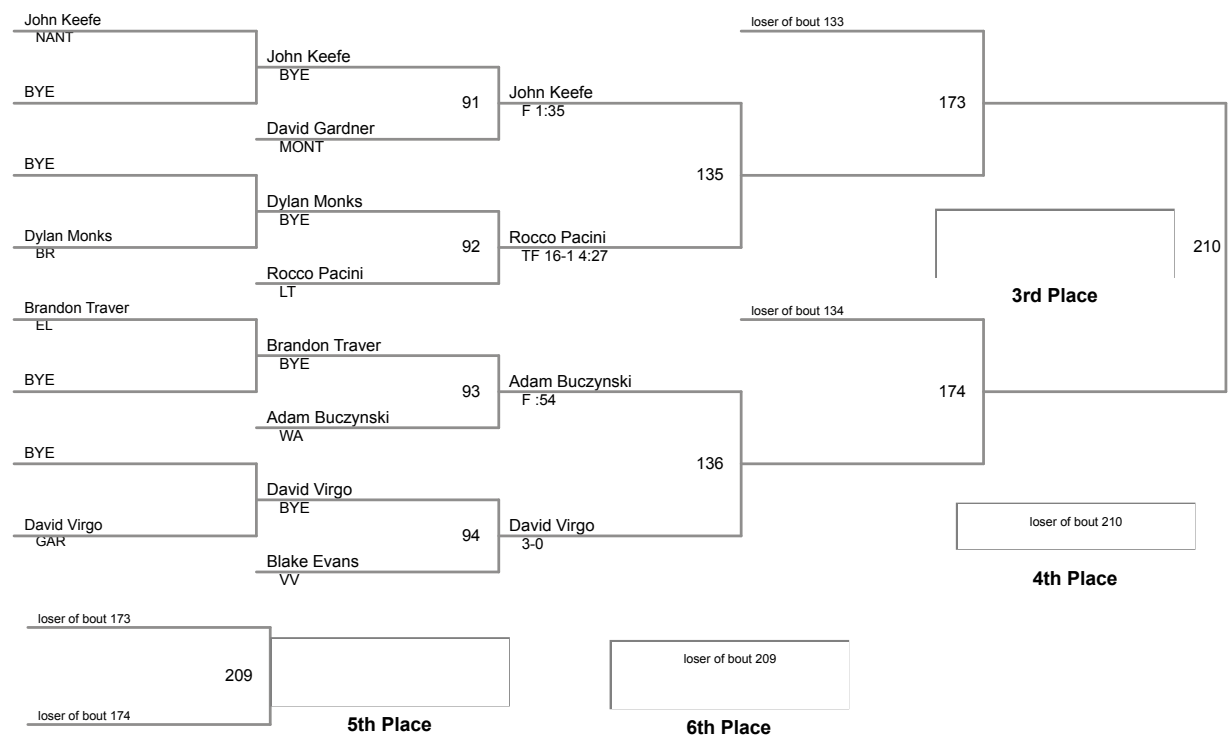 John Keefe
NANT
BYE
BYE
Dylan Monks
BR
Brandon Traver
EL
BYE
BYE
David Virgo
GAR
John Keefe
BYE
91
David Gardner
MONT
Dylan Monks
BYE
92
Rocco Pacini
LT
Brandon Traver
BYE
93
Adam Buczynski
WA
David Virgo
BYE
94
Blake Evans
VV
John Keefe
F 1:35
135
Rocco Pacini
TF 16-1 4:27
Adam Buczynski
F :54
136
David Virgo
3-0
loser of bout 133
173
loser of bout 134
174
210
3rd Place
loser of bout 210
4th Place
loser of bout 173
209
loser of bout 174
5th Place
loser of bout 209
6th Place